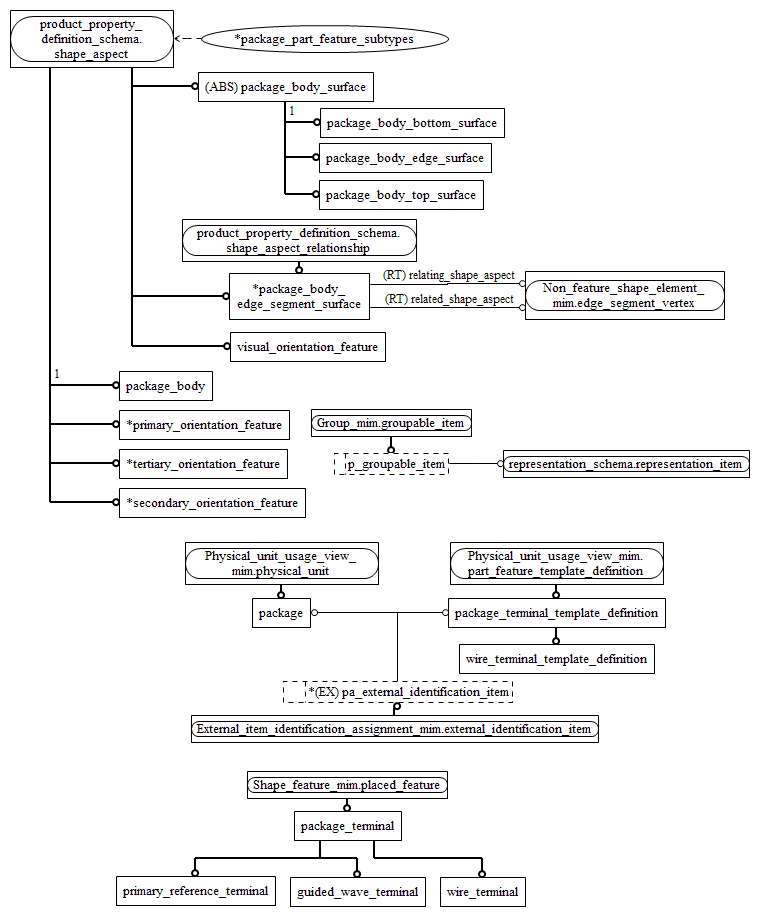 product_property_
definition_schema.
shape_aspect
*package_part_feature_subtypes
(ABS) package_body_surface
1
package_body_bottom_surface
package_body_edge_surface
package_body_top_surface
product_property_definition_schema.
shape_aspect_relationship
*package_body_
edge_segment_surface
(RT) relating_shape_aspect
(RT) related_shape_aspect
Non_feature_shape_element_
mim.edge_segment_vertex
visual_orientation_feature
1
package_body
*primary_orientation_feature
*tertiary_orientation_feature
*secondary_orientation_feature
Group_mim.groupable_item
p_groupable_item
representation_schema.representation_item
Physical_unit_usage_view_
mim.physical_unit
Physical_unit_usage_view_mim.
part_feature_template_definition
package
package_terminal_template_definition
wire_terminal_template_definition
*(EX) pa_external_identification_item
External_item_identification_assignment_mim.external_identification_item
Shape_feature_mim.placed_feature
package_terminal
primary_reference_terminal
guided_wave_terminal
wire_terminal